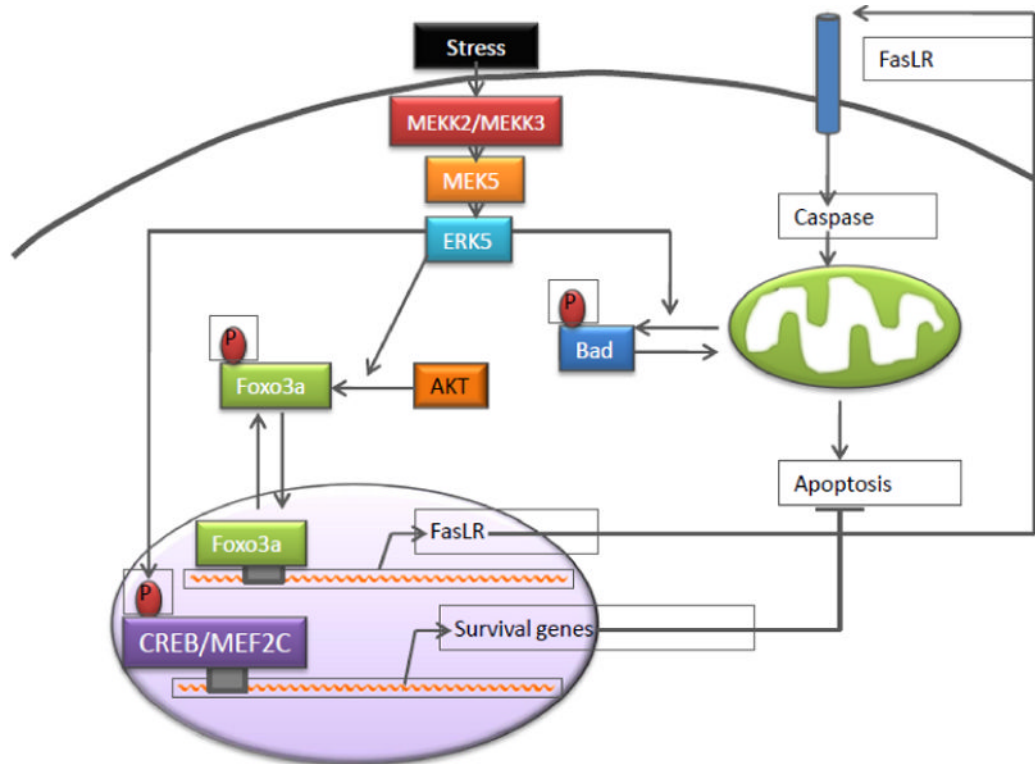 Stress
FasLR
MEKK2/MEKK3
MEK5
Caspase
ERK5
P
Bad
P
Foxo3a
AKT
Apoptosis
FasLR
Foxo3a
P
Survival genes
CREB/MEF2C